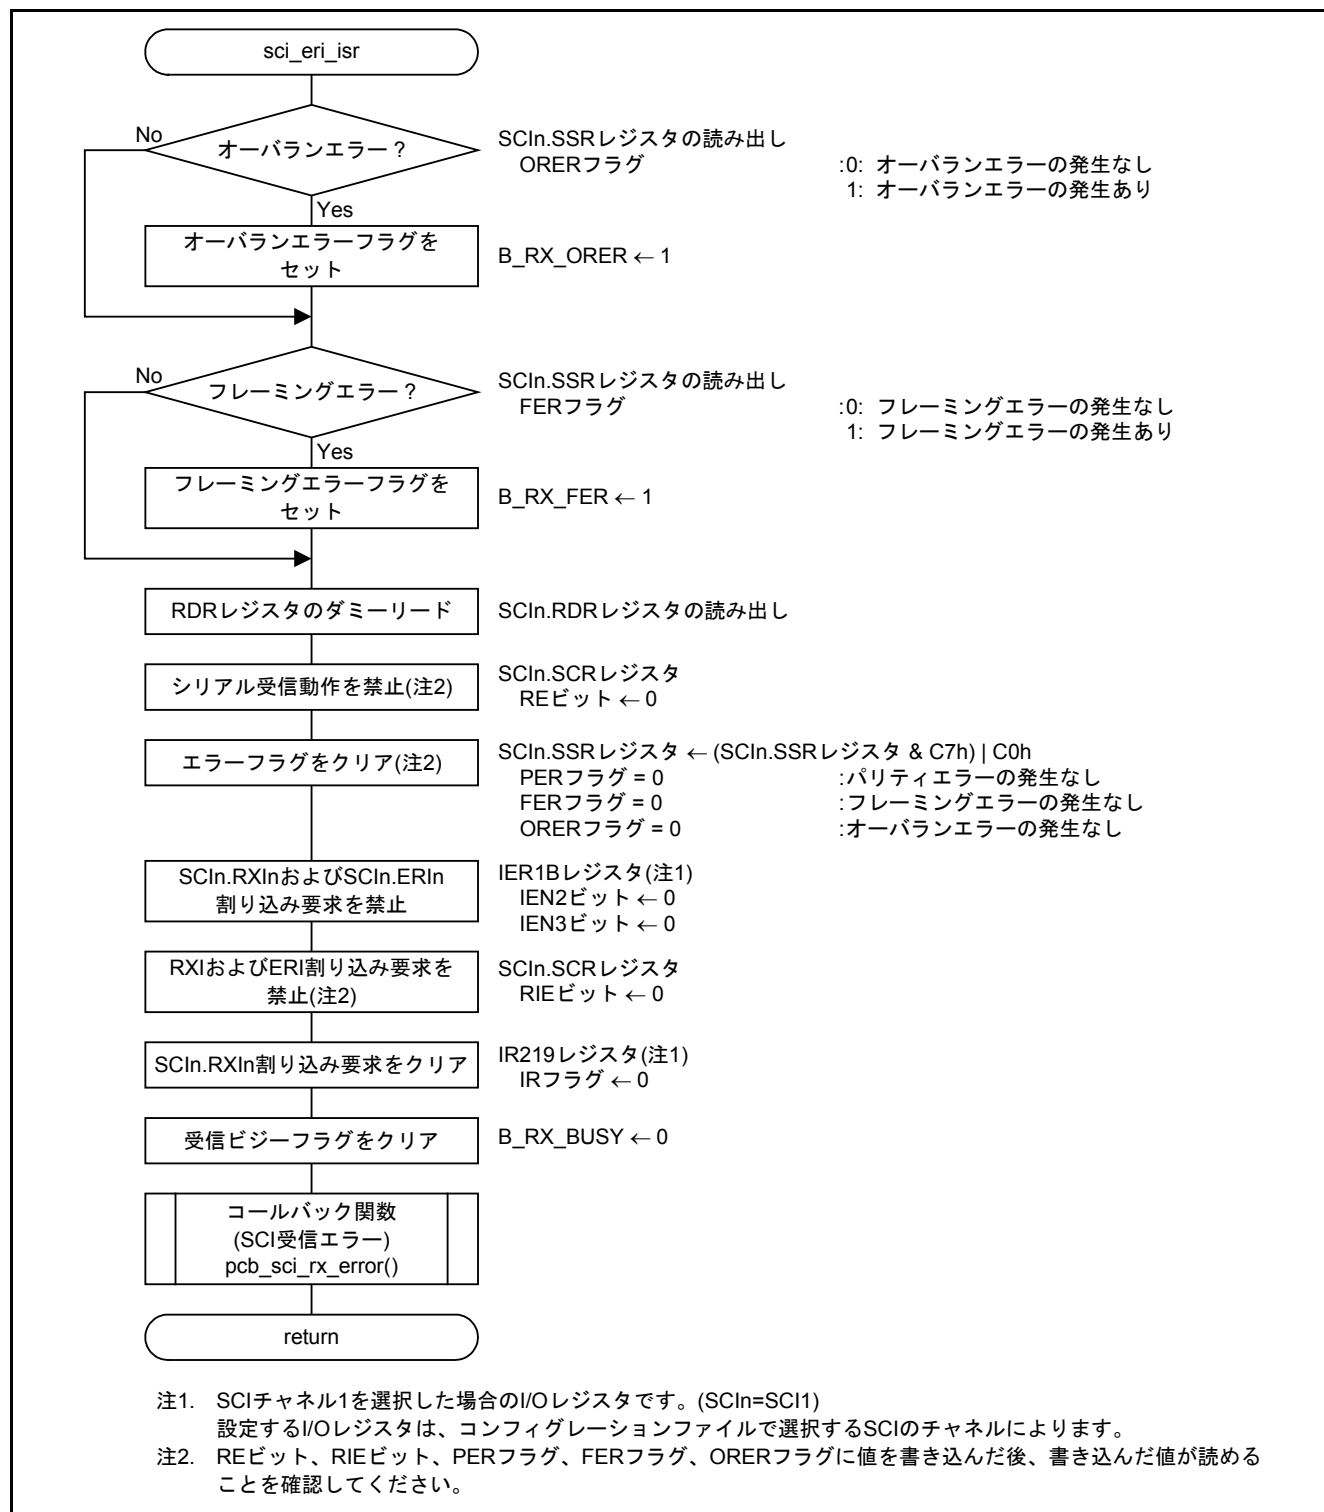 sci_eri_isr
No
オーバランエラー？
SCIn.SSRレジスタの読み出し
ORERフラグ :0: オーバランエラーの発生なし
1: オーバランエラーの発生あり
Yes
オーバランエラーフラグを
セット
B_RX_ORER ← 1
No
フレーミングエラー？
SCIn.SSRレジスタの読み出し
FERフラグ :0: フレーミングエラーの発生なし
1: フレーミングエラーの発生あり
Yes
フレーミングエラーフラグを
セット
B_RX_FER ← 1
RDRレジスタのダミーリード
SCIn.RDRレジスタの読み出し
シリアル受信動作を禁止(注2)
SCIn.SCRレジスタ
REビット ← 0
エラーフラグをクリア(注2)
SCIn.SSRレジスタ ← (SCIn.SSRレジスタ & C7h) | C0h
PERフラグ = 0 :パリティエラーの発生なし
FERフラグ = 0 :フレーミングエラーの発生なし
ORERフラグ = 0 :オーバランエラーの発生なし
SCIn.RXInおよびSCIn.ERIn
割り込み要求を禁止
IER1Bレジスタ(注1)
IEN2ビット ← 0
IEN3ビット ← 0
RXIおよびERI割り込み要求を
禁止(注2)
SCIn.SCRレジスタ
RIEビット ← 0
SCIn.RXIn割り込み要求をクリア
IR219レジスタ(注1)
IRフラグ ← 0
受信ビジーフラグをクリア
B_RX_BUSY ← 0
コールバック関数
(SCI受信エラー)
pcb_sci_rx_error()
return
注1. SCIチャネル1を選択した場合のI/Oレジスタです。(SCIn=SCI1)
設定するI/Oレジスタは、コンフィグレーションファイルで選択するSCIのチャネルによります。
注2. REビット、RIEビット、PERフラグ、FERフラグ、ORERフラグに値を書き込んだ後、書き込んだ値が読める
ことを確認してください。